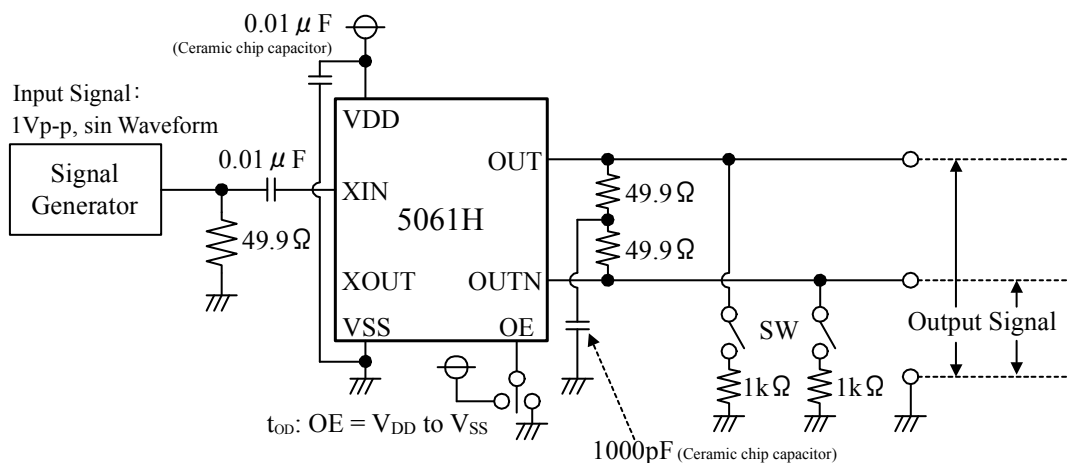 0.01 μ F
(Ceramic chip capacitor)
Input Signal:
1Vp-p, sin Waveform
Signal
Generator
0.01 μ F
49.9Ω
VDD
XIN
XOUT
VSS
5061H
OUT
OUTN
OE
49.9Ω
49.9Ω
SW
1kΩ
1kΩ
Output Signal
tOD: OE = VDD to VSS
1000pF (Ceramic chip capacitor)